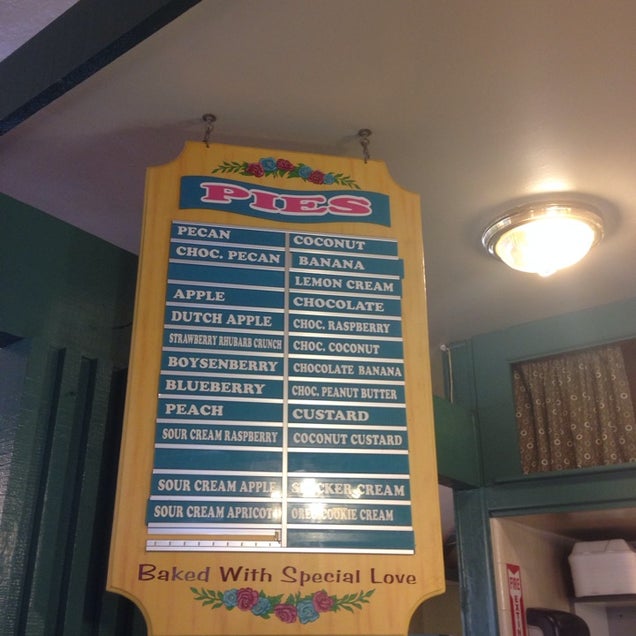 PIES
PECAN
CHOC. PECAN
APPLE
DUTCH APPLE
STRAWBERRY RHUBARB CRUNCH
BOYSENBERRY
BLUEBERRY
PEACH
SOUR CREAM RASPBERRY
SOUR CREAM APPLE
SOUR CREAM APRICOT
COCONUT
BANANA
LEMON CREAM
CHOCOLATE
CHOC. RASPBERRY
CHOC. COCONUT
CHOCOLATE BANANA
CHOC. PEANUT BUTTER
CUSTARD
COCONUT CUSTARD
CREAM
COOKIE CREAM
Baked With Special Love
FIRE